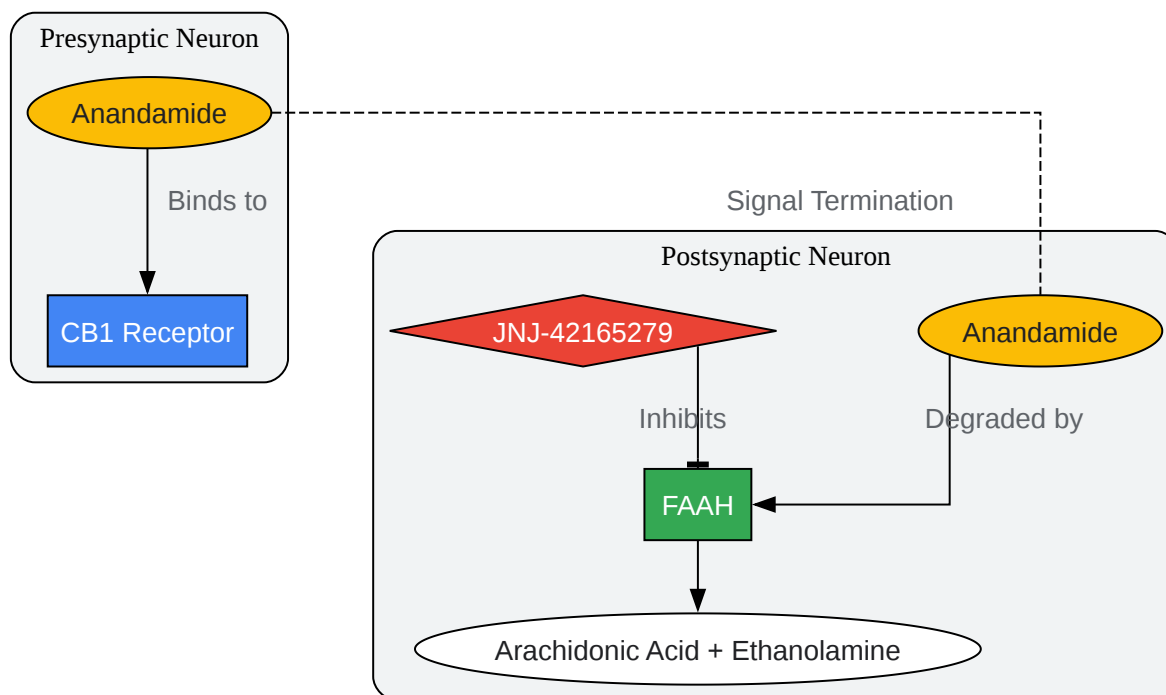 Presynaptic Neuron
Anandamide
Binds to
CB1 Receptor
Signal Termination
Postsynaptic Neuron
JNJ-42165279
Anandamide
Inhibits
Degraded by
FAAH
Arachidonic Acid + Ethanolamine